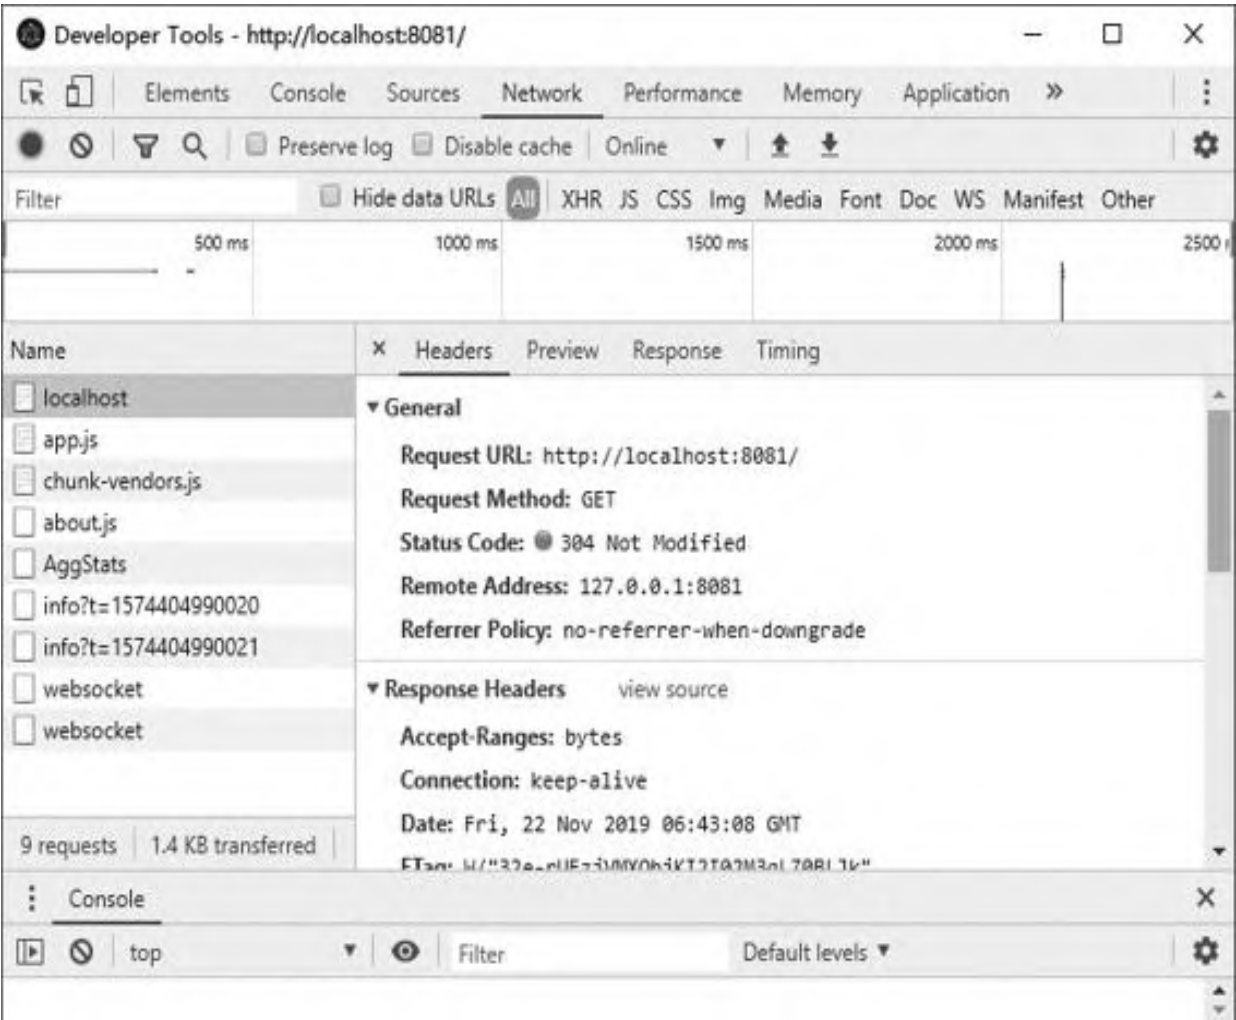 Developer Tools - http://localhost:8081/
Elements Console Sources Network Performance Memory Application »
Preserve log Disable cache Online
Filter Hide data URLs All XHR JS CSS Img Media Font Doc WS Manifest Other
500 ms 1000 ms 1500 ms 2000 ms 2500
Name
localhost
app.js
chunk-vendors.js
about.js
AggStats
info?t=1574404990020
info?t=1574404990021
websocket
websocket
9 requests 1.4 KB transferred
× Headers Preview Response Timing
General
Request URL: http://localhost:8081/
Request Method: GET
Status Code: 304 Not Modified
Remote Address: 127.0.0.1:8081
Referrer Policy: no-referrer-when-downgrade
Response Headers view source
Accept-Ranges: bytes
Connection: keep-alive
Date: Fri, 22 Nov 2019 06:43:08 GMT
ETag:
Console
top Filter Default levels